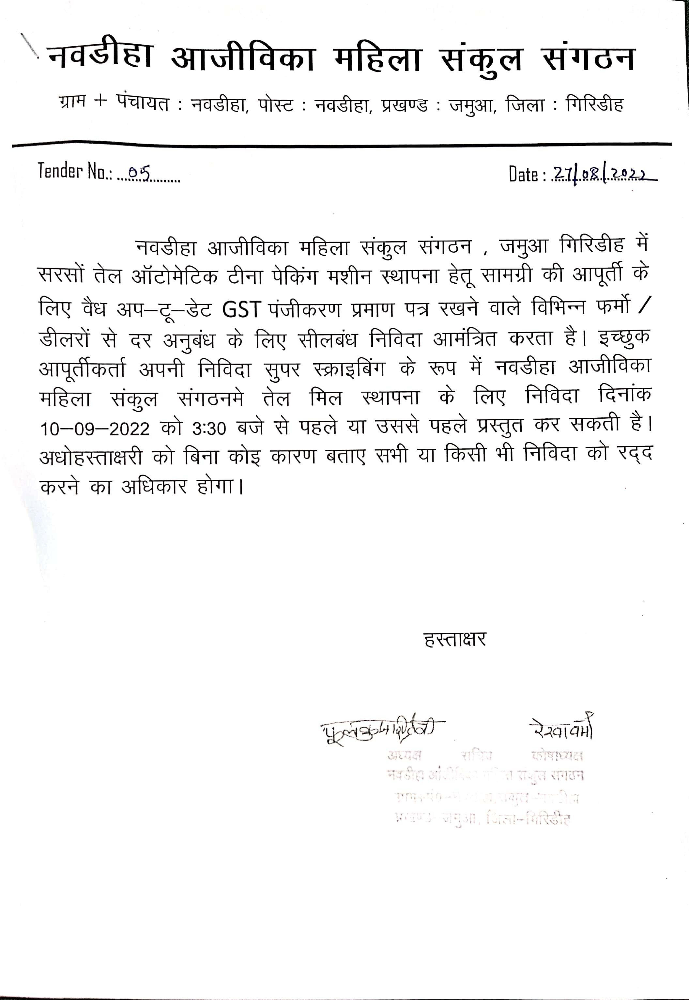 नवडीहा आजीविका महिला संकुल संगठन
ग्राम + पंचायत : नवडीहा, पोस्ट : नवडीहा, प्रखण्ड : जमुआ, जिला : गिरिडीह
Tender No.: 05 Date : 27/08/2022
नवडीहा आजीविका महिला संकुल संगठन , जमुआ गिरिडीह में
सरसों तेल ऑटोमेटिक टीना पेकिंग मशीन स्थापना हेतू सामग्री की आपूर्ती के
लिए वैध अप–टू–डेट GST पंजीकरण प्रमाण पत्र रखने वाले विभिन्न फर्मो /
डीलरों से दर अनुबंध के लिए सीलबंध निविदा आमंत्रित करता है। इच्छुक
आपूर्तीकर्ता अपनी निविदा सुपर स्क्राइबिंग के रूप में नवडीहा आजीविका
महिला संकुल संगठनमे तेल मिल स्थापना के लिए निविदा दिनांक
10–09–2022 को 3:30 बजे से पहले या उससे पहले प्रस्तुत कर सकती है।
अधोहस्ताक्षरी को बिना कोइ कारण बताए सभी या किसी भी निविदा को रद्द
करने का अधिकार होगा।
हस्ताक्षर
फूलकुमारी देवी रेखा वर्मा
अध्यक्ष सचिव कोषाध्यक्ष
नवडीहा आजीविका महिला संकुल संगठन
जमुआ, जिला–गिरिडीह